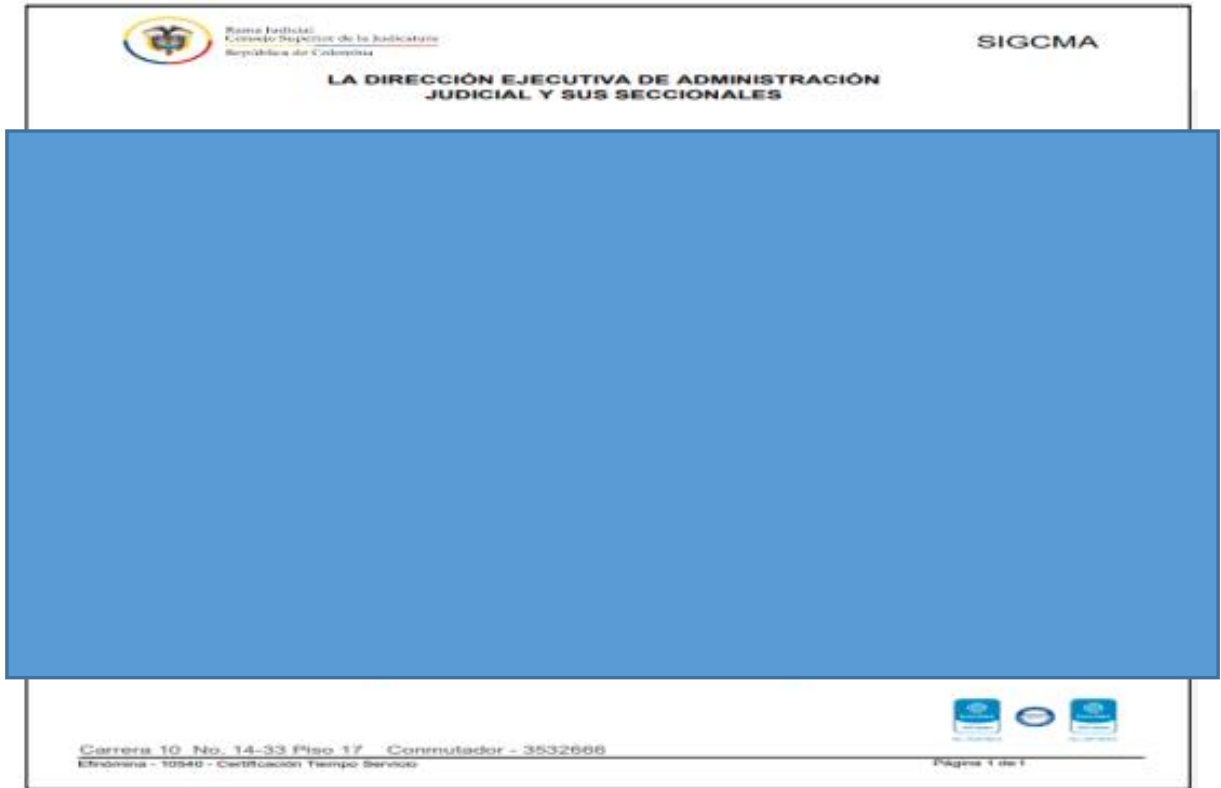 Rama Judicial
Consejo Superior de la Judicatura
República de Colombia
SIGCMA
LA DIRECCIÓN EJECUTIVA DE ADMINISTRACIÓN
JUDICIAL Y SUS SECCIONALES
Carrera 10 No. 14-33 Piso 17 Conmutador - 3532666
Efinómina - 10540 - Certificación Tiempo Servicio
Página 1 de 1